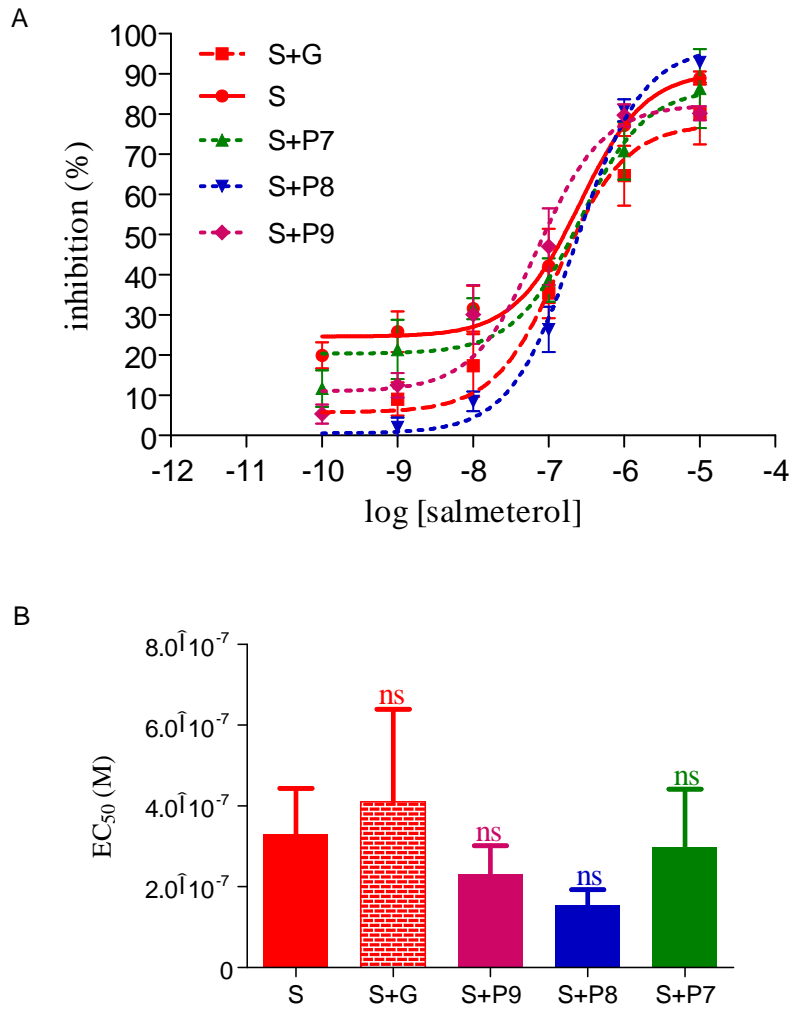 A
100
90
80
70
60
50
40
30
20
10
0
inhibition (%)
S+G
S
S+P7
S+P8
S+P9
-12 -11 -10 -9 -8 -7 -6 -5 -4
log [salmeterol]
B
8.0Î10⁻⁷
6.0Î10⁻⁷
4.0Î10⁻⁷
2.0Î10⁻⁷
0
EC₅₀ (M)
ns
ns
ns
ns
S S+G S+P9 S+P8 S+P7